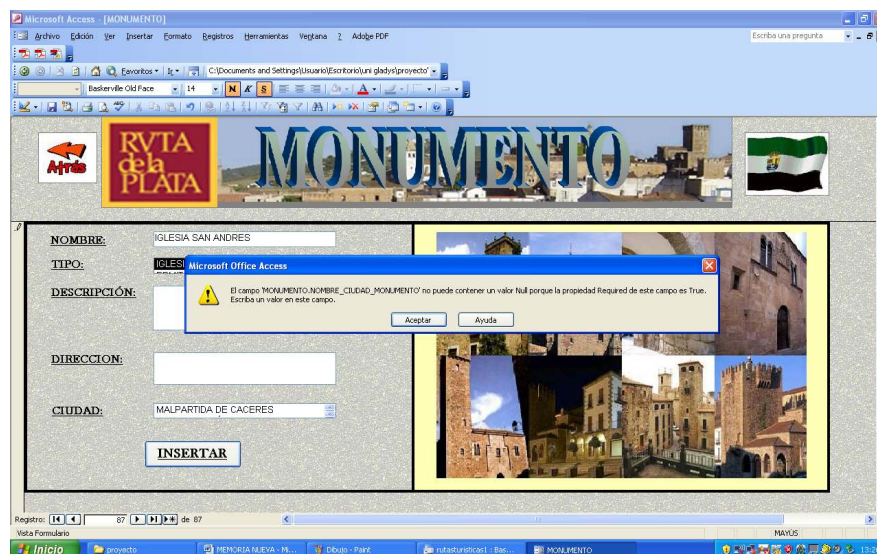 Microsoft Access - [MONUMENTO]
Archivo Edición Ver Insertar Formato Registros Herramientas Ventana ? Adobe PDF
Escriba una pregunta
Favoritos Ir C:\Documents and Settings\Usuario\Escritorio\uni gladys\proyecto'
Baskerville Old Face 14 N K S
Atrás
RVTA
de la
PLATA
MONUMENTO
NOMBRE: IGLESIA SAN ANDRES
TIPO: IGLESI
Microsoft Office Access
El campo 'MONUMENTO.NOMBRE_CIUDAD_MONUMENTO' no puede contener un valor Null porque la propiedad Required de este campo es True.
Escriba un valor en este campo.
Aceptar Ayuda
DESCRIPCIÓN:
DIRECCION:
CIUDAD: MALPARTIDA DE CACERES
INSERTAR
Registro: 87 de 87
Vista Formulario
MAYÚS
Inicio proyecto MEMORIA NUEVA - Mi... Dibujo - Paint rutasturisticas1 : Bas... MONUMENTO